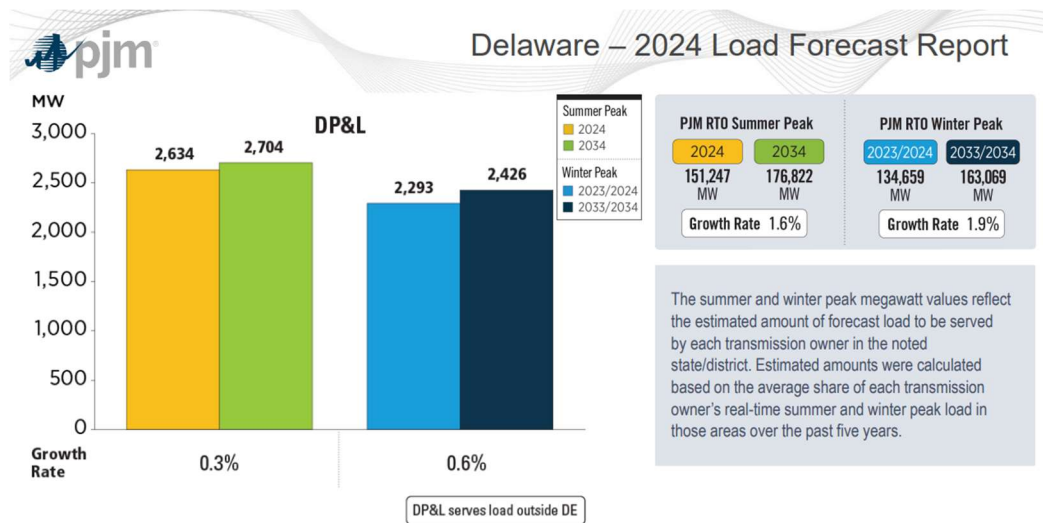 pjm
Delaware – 2024 Load Forecast Report
MW
DP&L
3,000
2,500
2,000
1,500
1,000
500
0
2,634
2,704
2,293
2,426
Summer Peak
2024
2034
Winter Peak
2023/2024
2033/2034
Growth
Rate
0.3%
0.6%
DP&L serves load outside DE
PJM RTO Summer Peak
2024 2034
151,247 176,822
MW MW
Growth Rate 1.6%
PJM RTO Winter Peak
2023/2024 2033/2034
134,659 163,069
MW MW
Growth Rate 1.9%
The summer and winter peak megawatt values reflect
the estimated amount of forecast load to be served
by each transmission owner in the noted
state/district. Estimated amounts were calculated
based on the average share of each transmission
owner’s real-time summer and winter peak load in
those areas over the past five years.